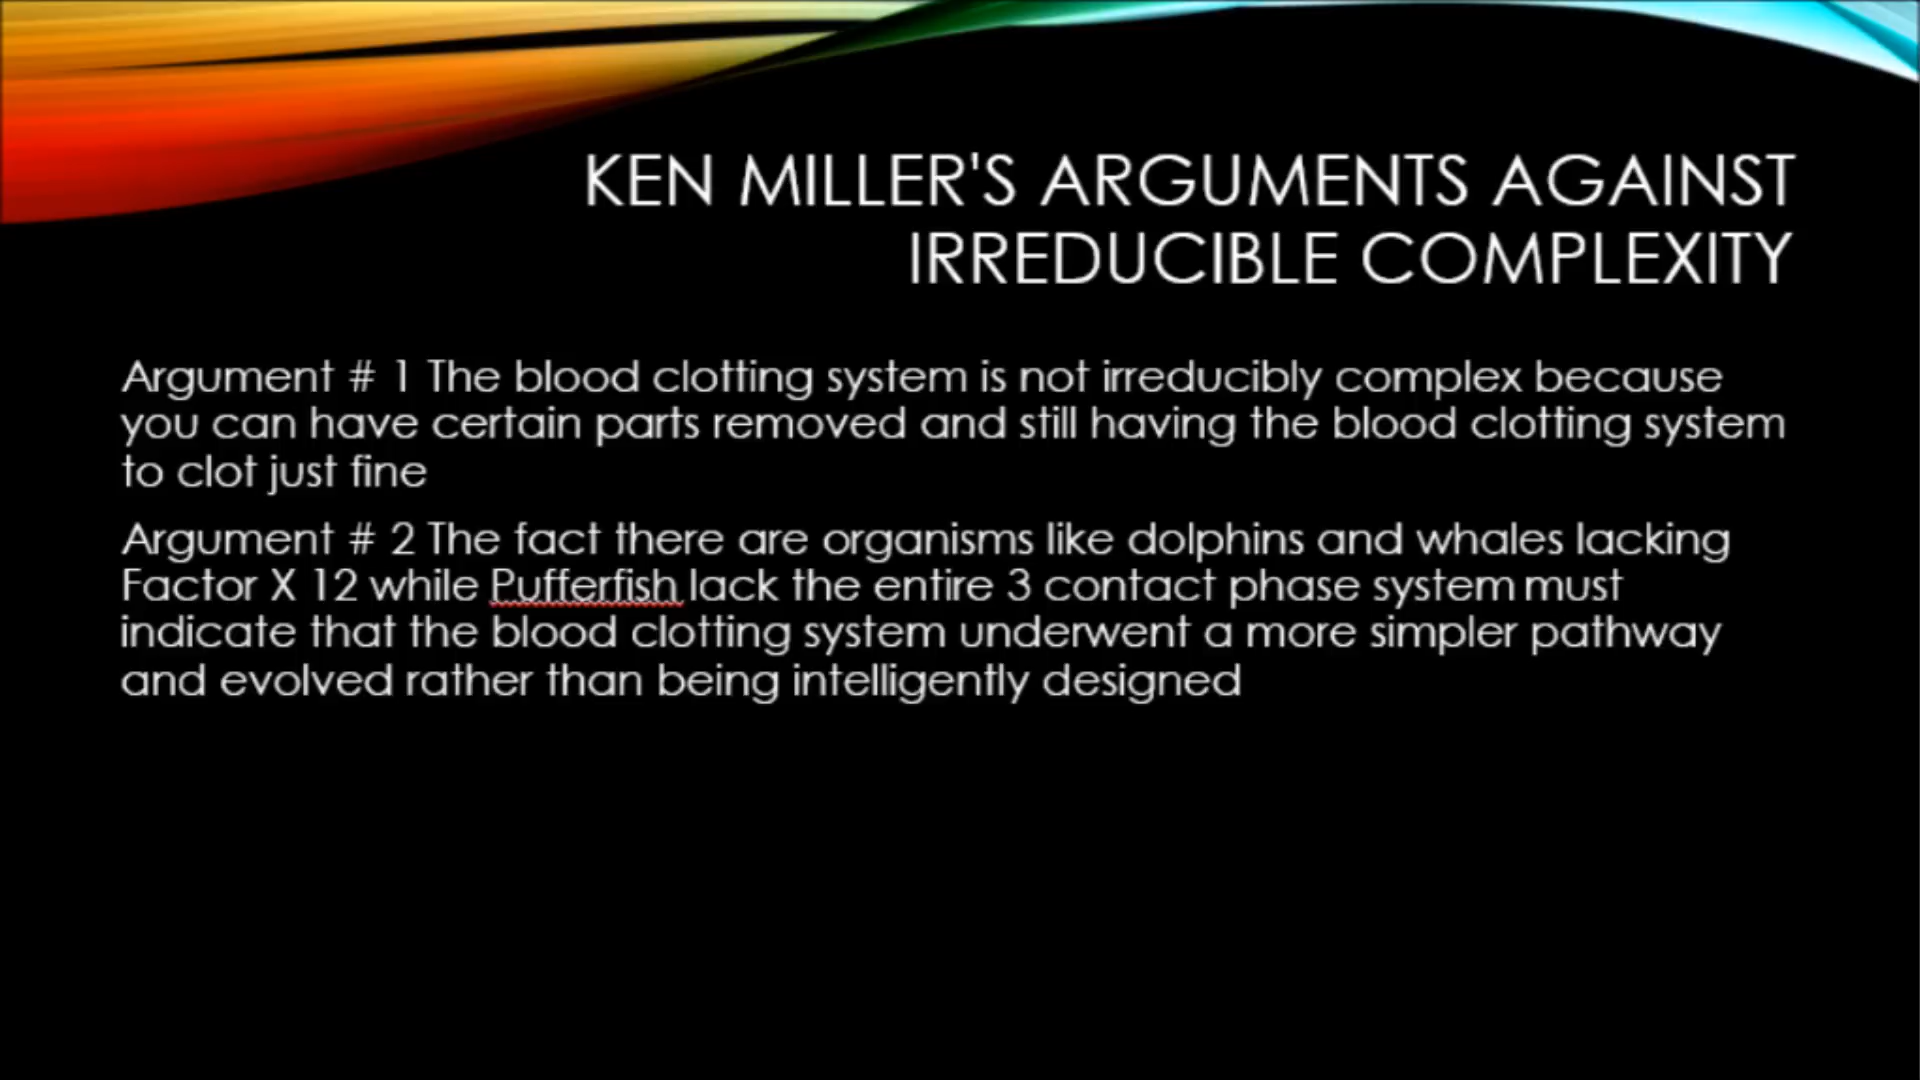 KEN MILLER'S ARGUMENTS AGAINST
IRREDUCIBLE COMPLEXITY
Argument # 1 The blood clotting system is not irreducibly complex because
you can have certain parts removed and still having the blood clotting system
to clot just fine
Argument # 2 The fact there are organisms like dolphins and whales lacking
Factor X 12 while Pufferfish lack the entire 3 contact phase system must
indicate that the blood clotting system underwent a more simpler pathway
and evolved rather than being intelligently designed